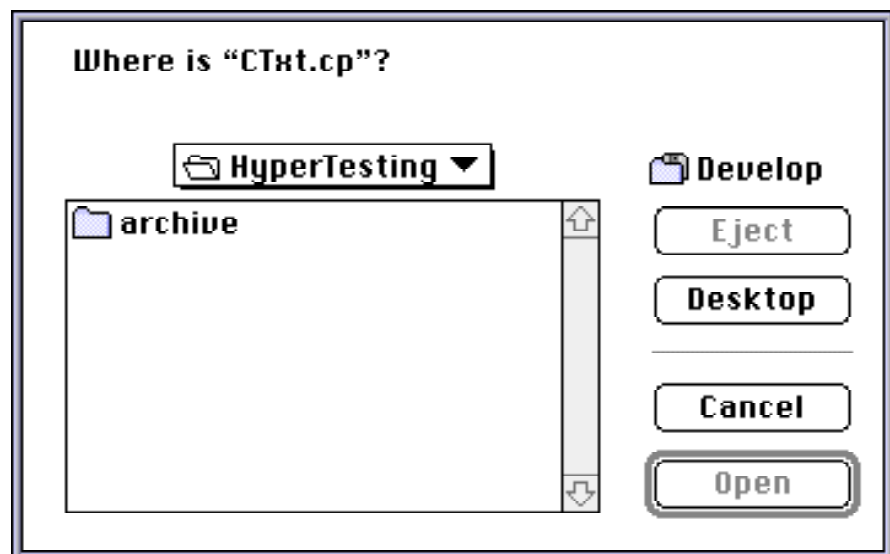 Where is “CTxt.cp”?
HyperTesting
Develop
archive
Eject
Desktop
Cancel
Open